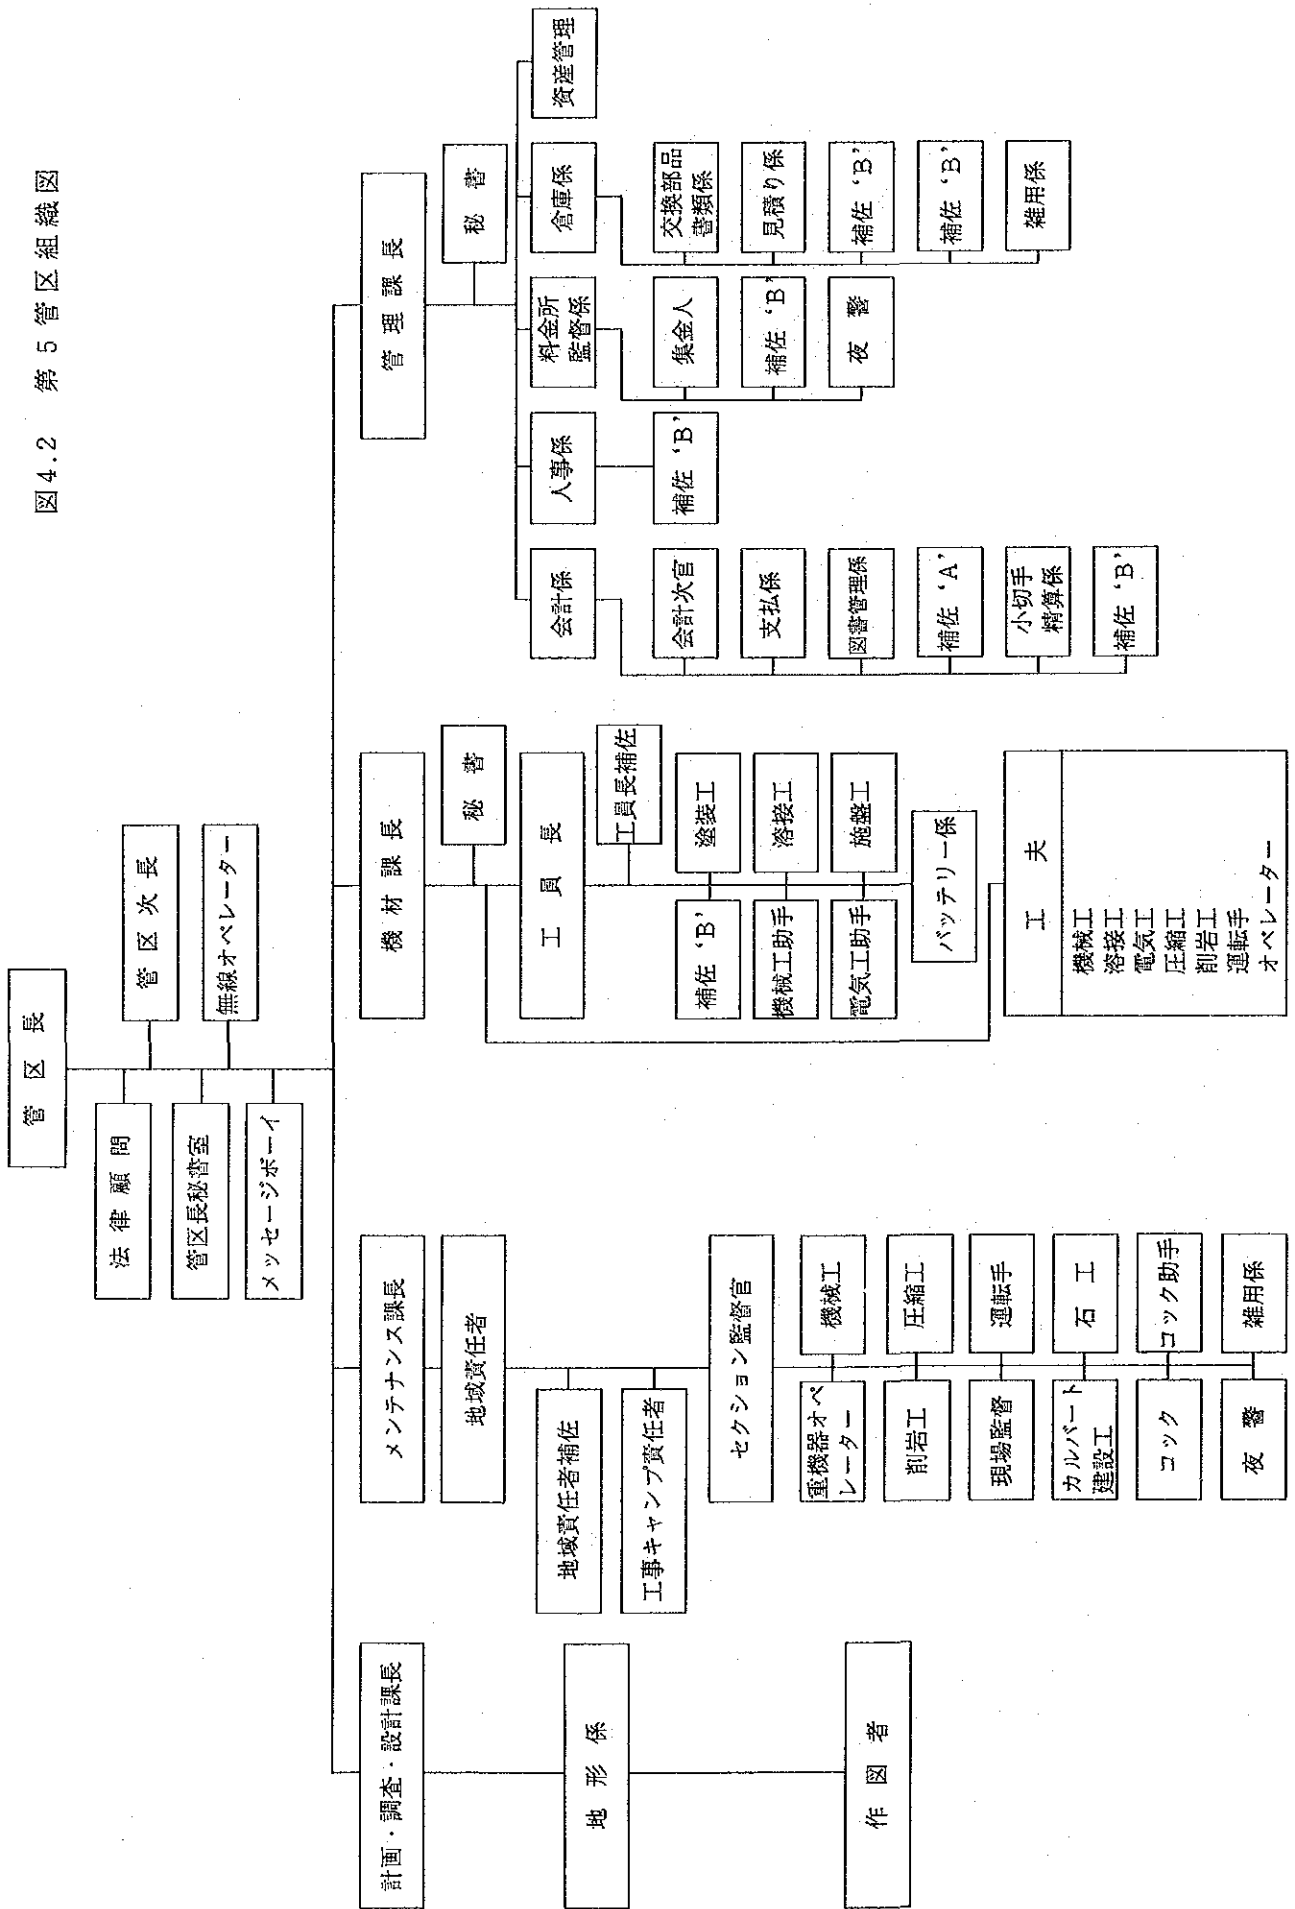 図4.2 第5管区組織図
管区長
法律顧問
管区次長
管区長秘書室
無線オペレーター
メッセージボーイ
計画・調査・設計課長
地形係
作図者
メンテナンス課長
地域責任者
地域責任者補佐
工事キャンプ責任者
セクション監督官
重機器オペ
レーター
機械工
削岩工
圧縮工
現場監督
運転手
カルバート
建設工
石工
コック
コック助手
夜警
雑用係
機材課長
秘書
工員長
工員長補佐
補佐 'B'
塗装工
機械工助手
溶接工
電気工助手
施盤工
バッテリー係
工夫
機械工
溶接工
電気工
圧縮工
削岩工
運転手
オペレーター
管理課長
秘書
会計係
会計次官
支払係
図書管理係
補佐 'A'
小切手
精算係
補佐 'B'
人事係
補佐 'B'
料金所
監督係
集金人
補佐 'B'
夜警
倉庫係
交換部品
書類係
見積り係
補佐 'B'
補佐 'B'
雑用係
資産管理